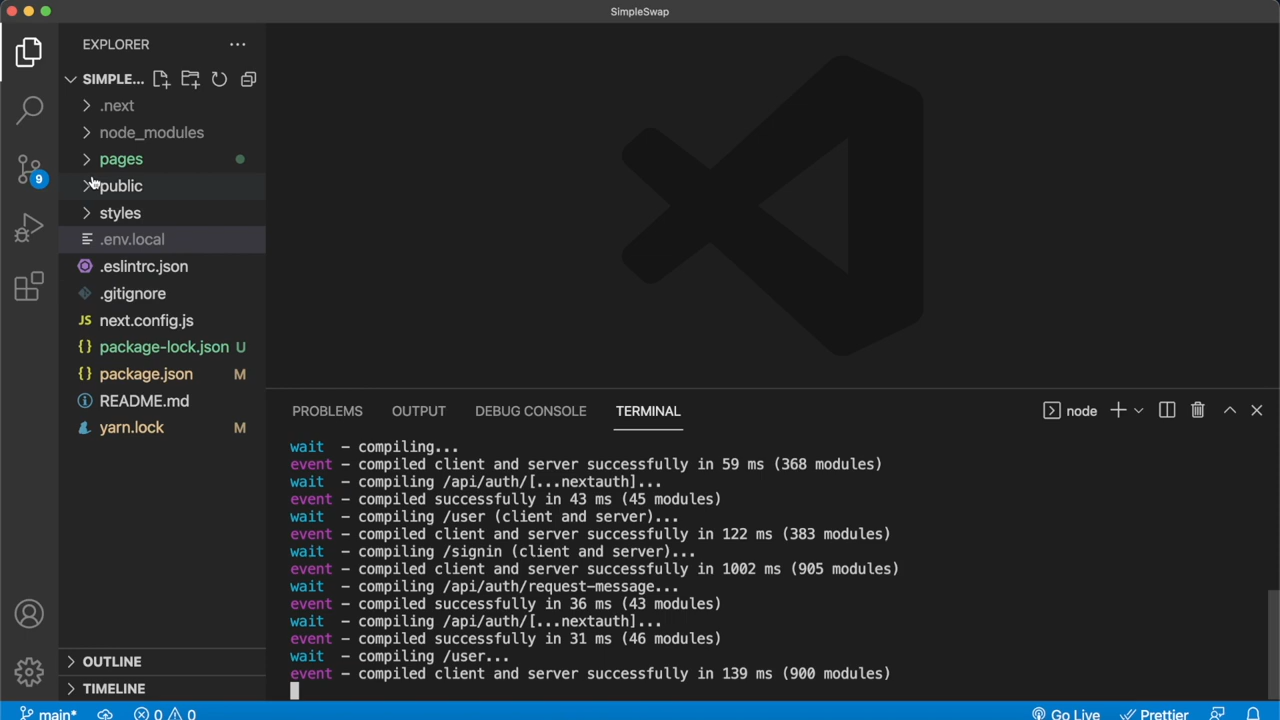 SimpleSwap
EXPLORER
SIMPLE...
.next
node_modules
pages
public
styles
.env.local
.eslintrc.json
.gitignore
JS next.config.js
{} package-lock.json U
{} package.json M
README.md
yarn.lock M
OUTLINE
TIMELINE
9
PROBLEMS OUTPUT DEBUG CONSOLE TERMINAL
node
wait - compiling...
event - compiled client and server successfully in 59 ms (368 modules)
wait - compiling /api/auth/[...nextauth]...
event - compiled successfully in 43 ms (45 modules)
wait - compiling /user (client and server)...
event - compiled client and server successfully in 122 ms (383 modules)
wait - compiling /signin (client and server)...
event - compiled client and server successfully in 1002 ms (905 modules)
wait - compiling /api/auth/request-message...
event - compiled successfully in 36 ms (43 modules)
wait - compiling /api/auth/[...nextauth]...
event - compiled successfully in 31 ms (46 modules)
wait - compiling /user...
event - compiled client and server successfully in 139 ms (900 modules)
main* 0 0 Go Live Prettier